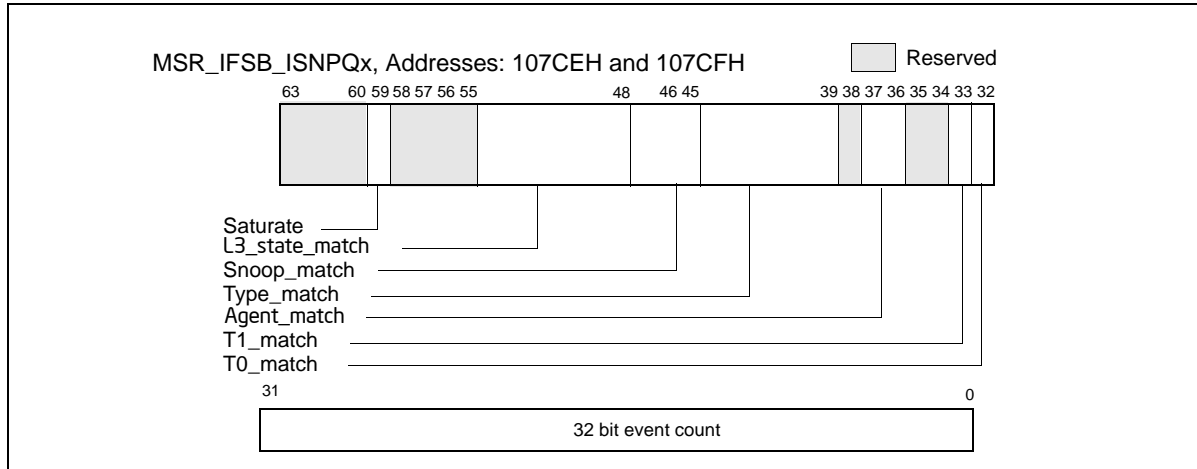 MSR_IFSB_ISNPQx, Addresses: 107CEH and 107CFH
Reserved
63 60 59 58 57 56 55 48 46 45 39 38 37 36 35 34 33 32
Saturate
L3_state_match
Snoop_match
Type_match
Agent_match
T1_match
T0_match
31 0
32 bit event count